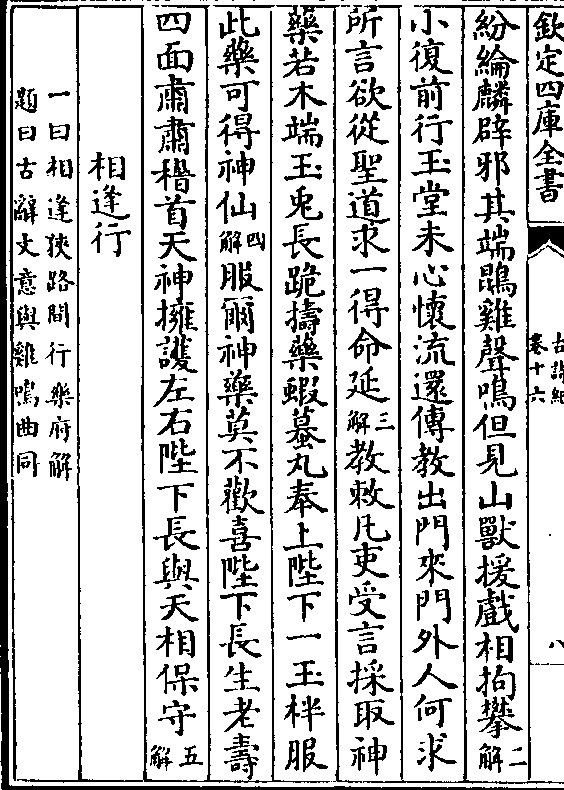 欽定四庫全書
古詩紀
卷十六
八
紛綸麟辟邪其端鵾雞聲鳴但見山獸援戲相拘攀二解
小復前行玉堂未心懷流還傳教出門來門外人何求
所言欲從聖道求一得命延三解教敕凡吏受言採取神
藥若木端玉兎長跪擣藥蝦蟇丸奉上陛下一玉柈服
此藥可得神仙四解服爾神藥莫不歡喜陛下長生老壽
四面肅肅稽首天神擁護左右陛下長與天相保守五解
相逢行
一曰相逢狹路間行樂府解
題曰古辭文意與雞鳴曲同